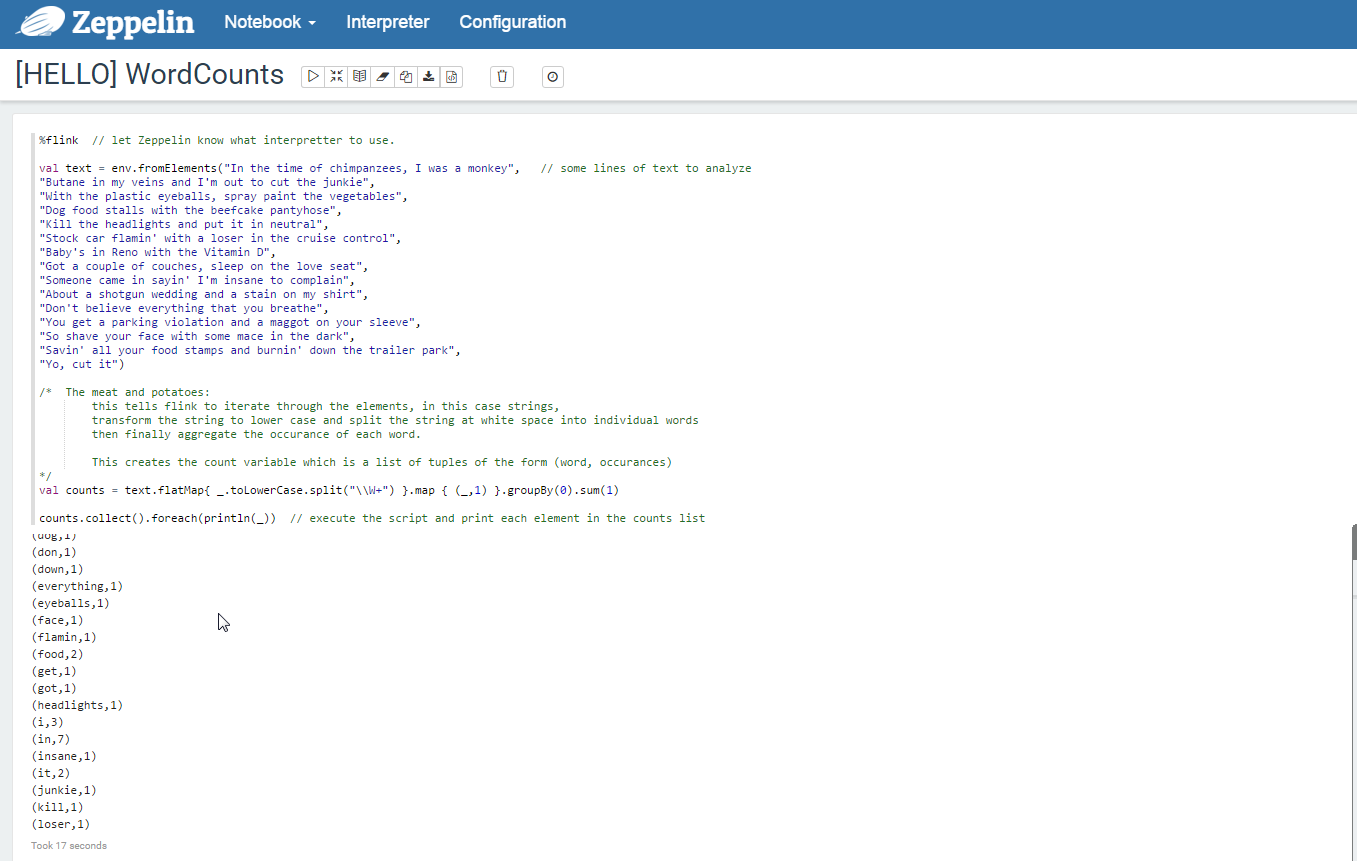 Zeppelin Notebook Interpreter Configuration
[HELLO] WordCounts
%flink  // let Zeppelin know what interpretter to use.
val text = env.fromElements("In the time of chimpanzees, I was a monkey",   // some lines of text to analyze
"Butane in my veins and I'm out to cut the junkie",
"With the plastic eyeballs, spray paint the vegetables",
"Dog food stalls with the beefcake pantyhose",
"Kill the headlights and put it in neutral",
"Stock car flamin' with a loser in the cruise control",
"Baby's in Reno with the Vitamin D",
"Got a couple of couches, sleep on the love seat",
"Someone came in sayin' I'm insane to complain",
"About a shotgun wedding and a stain on my shirt",
"Don't believe everything that you breathe",
"You get a parking violation and a maggot on your sleeve",
"So shave your face with some mace in the dark",
"Savin' all your food stamps and burnin' down the trailer park",
"Yo, cut it")
/*  The meat and potatoes:
this tells flink to iterate through the elements, in this case strings,
transform the string to lower case and split the string at white space into individual words
then finally aggregate the occurance of each word.
This creates the count variable which is a list of tuples of the form (word, occurances)
*/
val counts = text.flatMap{ _.toLowerCase.split("\\W+") }.map { (_,1) }.groupBy(0).sum(1)
counts.collect().foreach(println(_))  // execute the script and print each element in the counts list
(dog,1)
(don,1)
(down,1)
(everything,1)
(eyeballs,1)
(face,1)
(flamin,1)
(food,2)
(get,1)
(got,1)
(headlights,1)
(i,3)
(in,7)
(insane,1)
(it,2)
(junkie,1)
(kill,1)
(loser,1)
Took 17 seconds